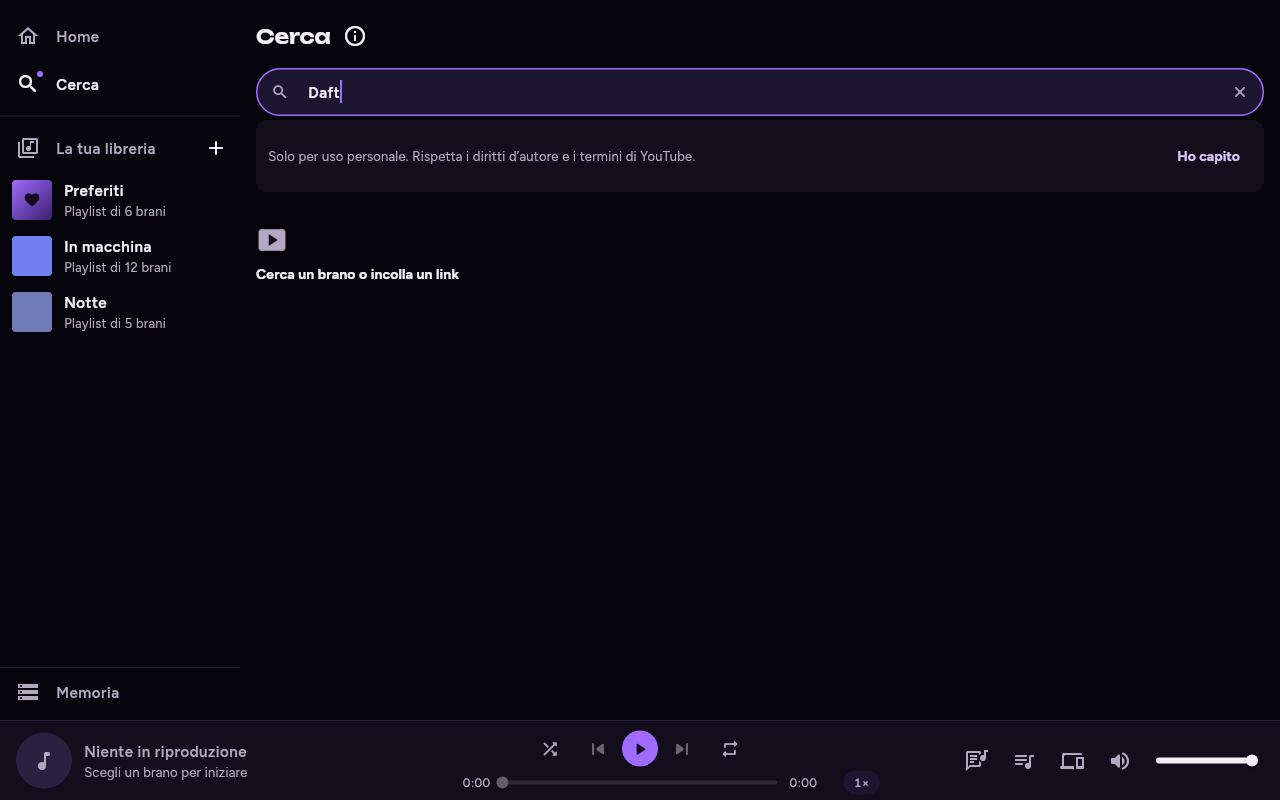 Home
Cerca
La tua libreria
Preferiti
Playlist di 6 brani
In macchina
Playlist di 12 brani
Notte
Playlist di 5 brani
Memoria
Cerca
Daft
Solo per uso personale. Rispetta i diritti d’autore e i termini di YouTube.
Ho capito
Cerca un brano o incolla un link
Niente in riproduzione
Scegli un brano per iniziare
0:00
0:00
1×